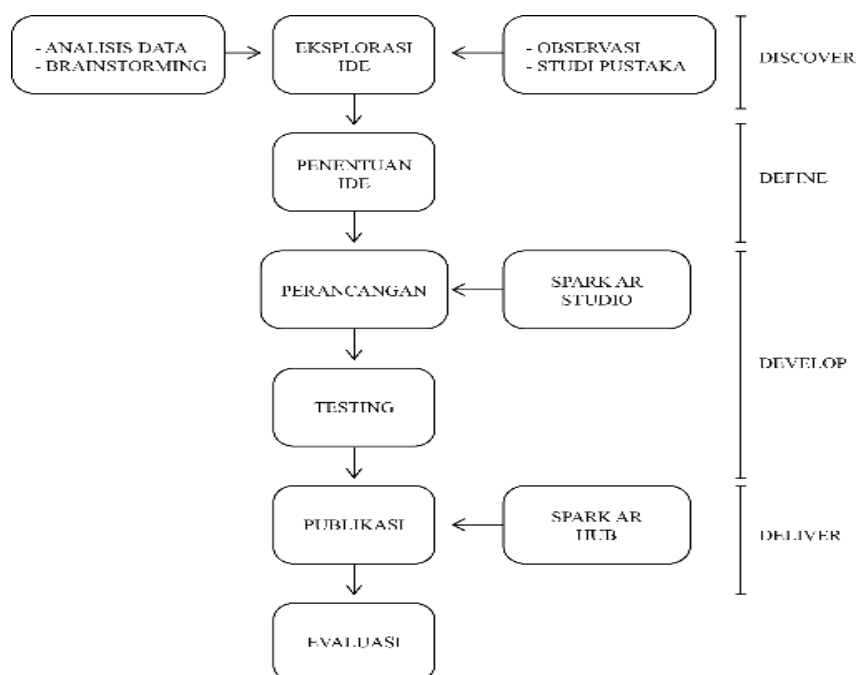 - ANALISIS DATA
- BRAINSTORMING
EKSPLORASI
IDE
- OBSERVASI
- STUDI PUSTAKA
DISCOVER
PENENTUAN
IDE
DEFINE
PERANCANGAN
SPARK AR
STUDIO
DEVELOP
TESTING
PUBLIKASI
SPARK AR
HUB
DELIVER
EVALUASI